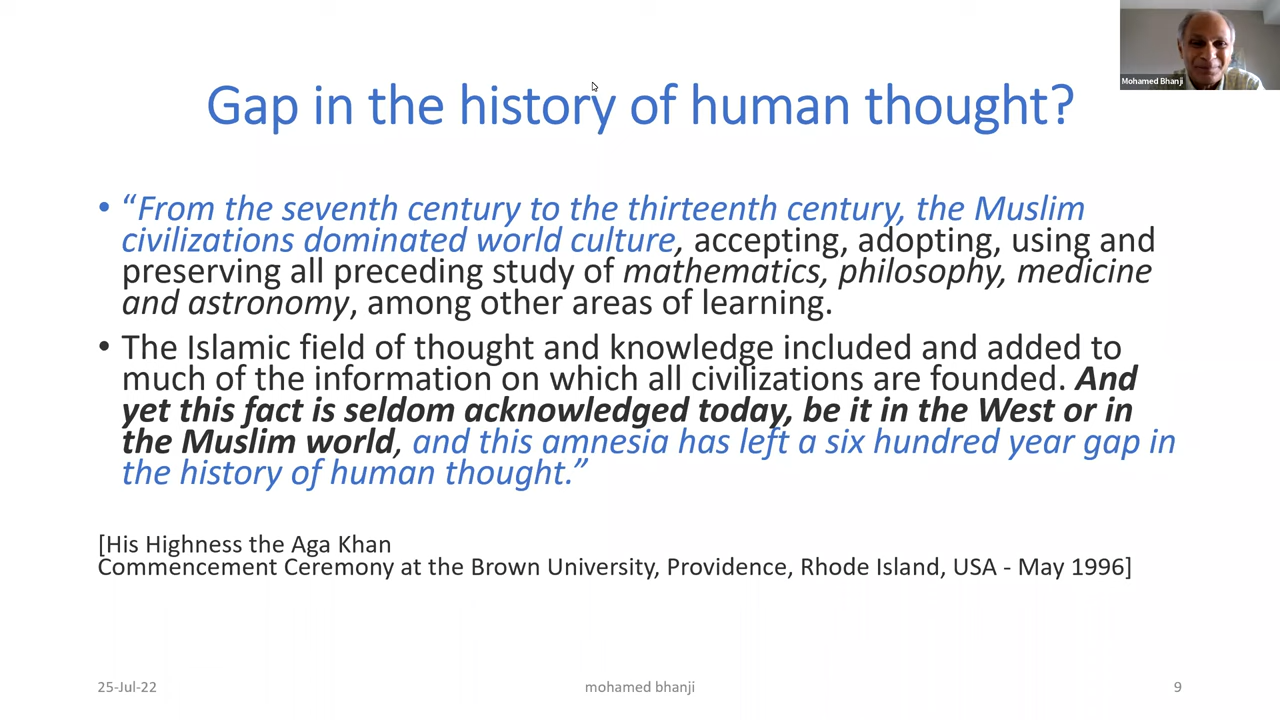 Mohamed Bhanji
Gap in the history of human thought?
• “From the seventh century to the thirteenth century, the Muslim
civilizations dominated world culture, accepting, adopting, using and
preserving all preceding study of mathematics, philosophy, medicine
and astronomy, among other areas of learning.
• The Islamic field of thought and knowledge included and added to
much of the information on which all civilizations are founded. And
yet this fact is seldom acknowledged today, be it in the West or in
the Muslim world, and this amnesia has left a six hundred year gap in
the history of human thought.”
[His Highness the Aga Khan
Commencement Ceremony at the Brown University, Providence, Rhode Island, USA - May 1996]
25-Jul-22
mohamed bhanji
9